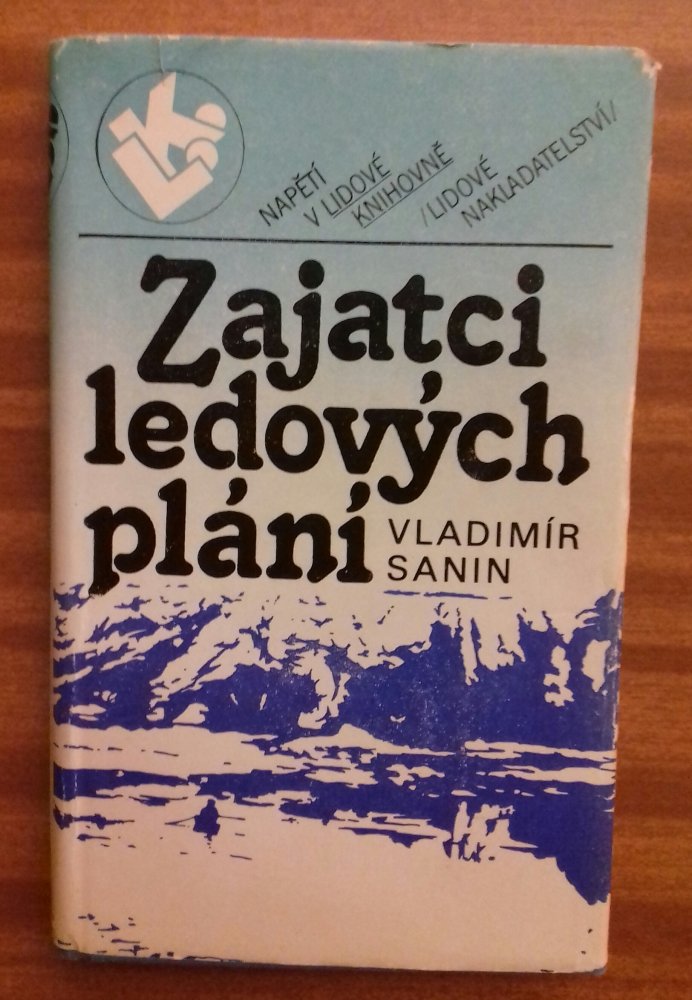 NAPĚTÍ
V LIDOVÉ
KNIHOVNĚ
/LIDOVÉ
NAKLADATELSTVÍ/
Zajatci
ledových
plání
VLADIMÍR
SANIN